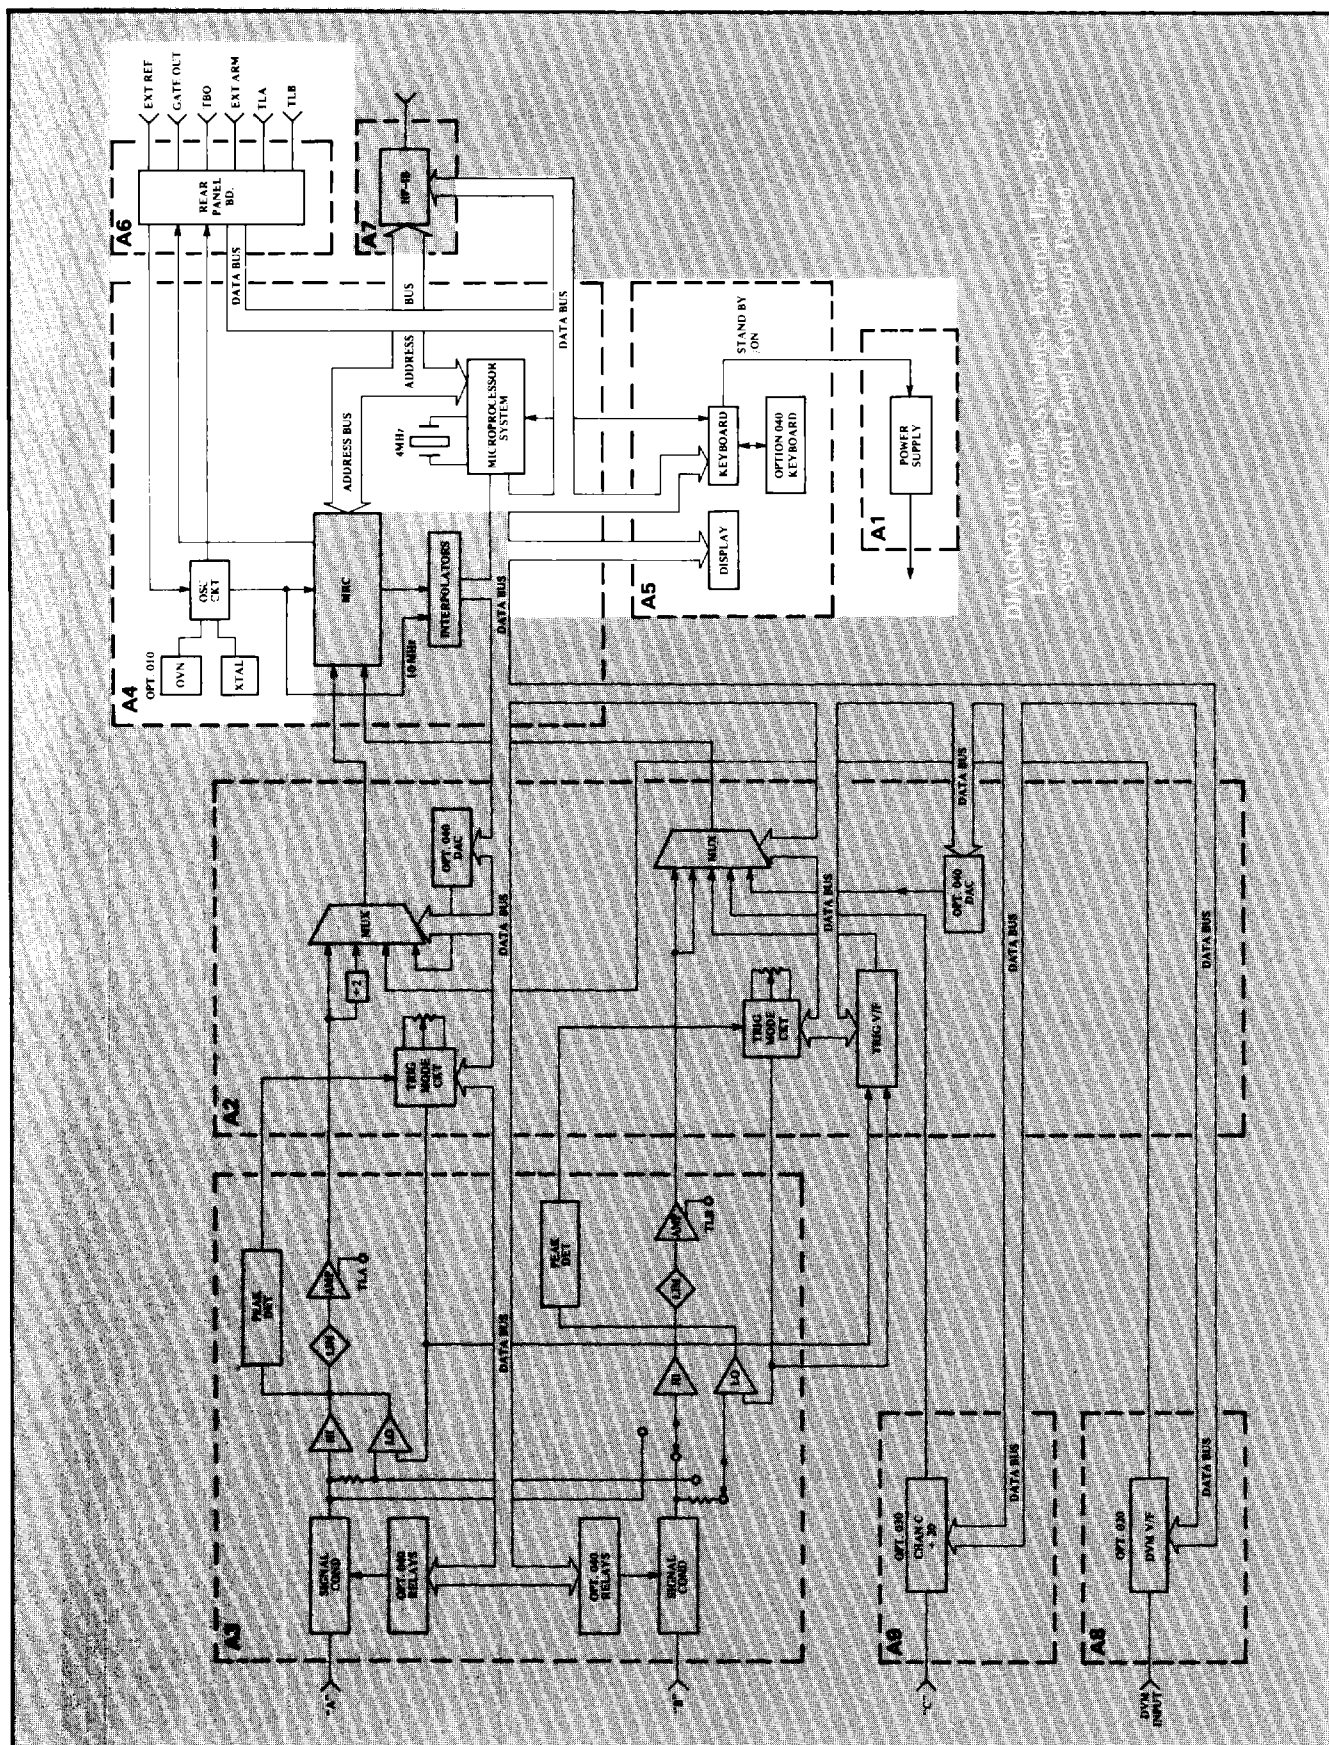 A6
REAR
PANEL
BD.
EXT REF
GATE OUT
TBO
EXT ARM
TLA
TLB
A7
HP-IB
DATA BUS
ADDRESS BUS
DATA BUS
A4
OPT. 010
OVN
XTAL
OSC
CKT
MRC
10 MHz
INTERPOLATORS
ADDRESS BUS
4MHz
MICROPROCESSOR
SYSTEM
DATA BUS
A5
DISPLAY
KEYBOARD
OPTION 040
KEYBOARD
STAND BY
ON
A1
POWER
SUPPLY
DIAGNOSTIC 06
A2
TRIG
MODE
CKT
÷ 2
MUX
OPT. 040
DAC
DATA BUS
TRIG
MODE
CKT
TRIG V/F
MUX
DATA BUS
OPT. 040
DAC
DATA BUS
DATA BUS
DATA BUS
A3
"A"
SIGNAL
COND
OPT. 040
RELAYS
HI
LO
PEAK
DET
LIM
AMP
TLA
DATA BUS
OPT. 040
RELAYS
"B"
SIGNAL
COND
HI
LO
PEAK
DET
LIM
AMP
TLB
A9
"C"
OPT. 030
CHAN C
÷ 20
DATA BUS
A8
DVM
INPUT
OPT 020
DVM V/F
DATA BUS